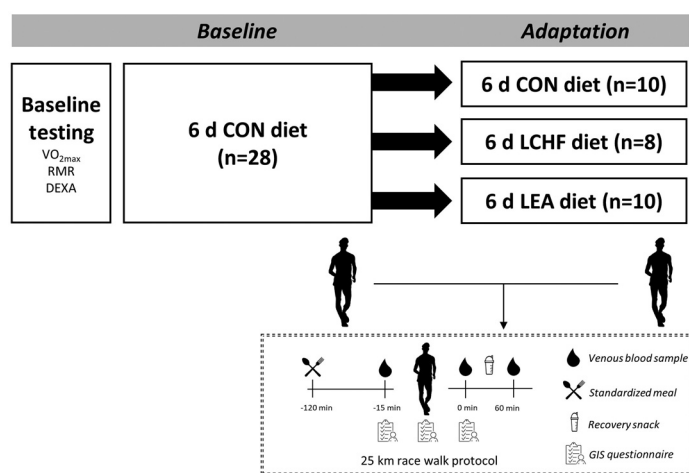 Baseline
Adaptation
Baseline
testing
VO2max
RMR
DEXA
6 d CON diet
(n=28)
6 d CON diet (n=10)
6 d LCHF diet (n=8)
6 d LEA diet (n=10)
-120 min
-15 min
0 min
60 min
25 km race walk protocol
Venous blood sample
Standardized meal
Recovery snack
GIS questionnaire